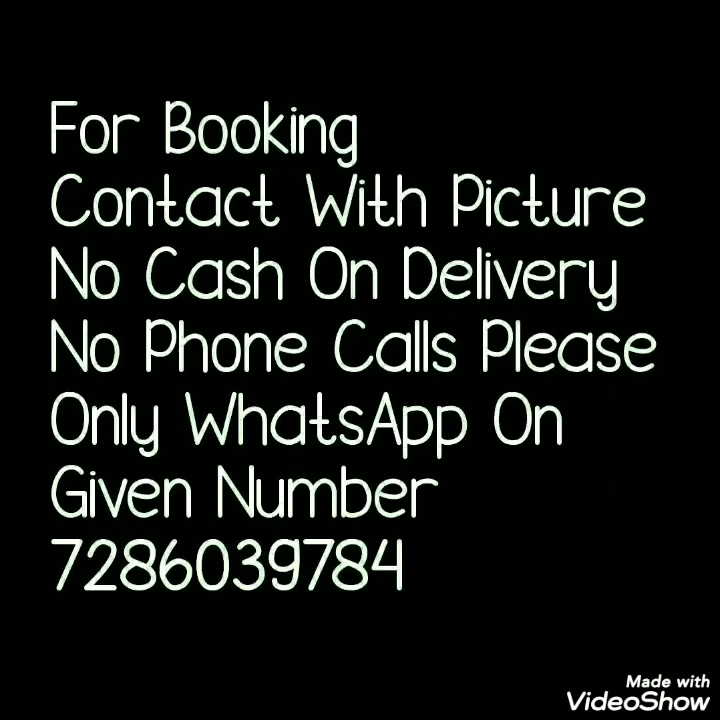 For Booking
Contact With Picture
No Cash On Delivery
No Phone Calls Please
Only WhatsApp On
Given Number
7286039784
Made with
VideoShow